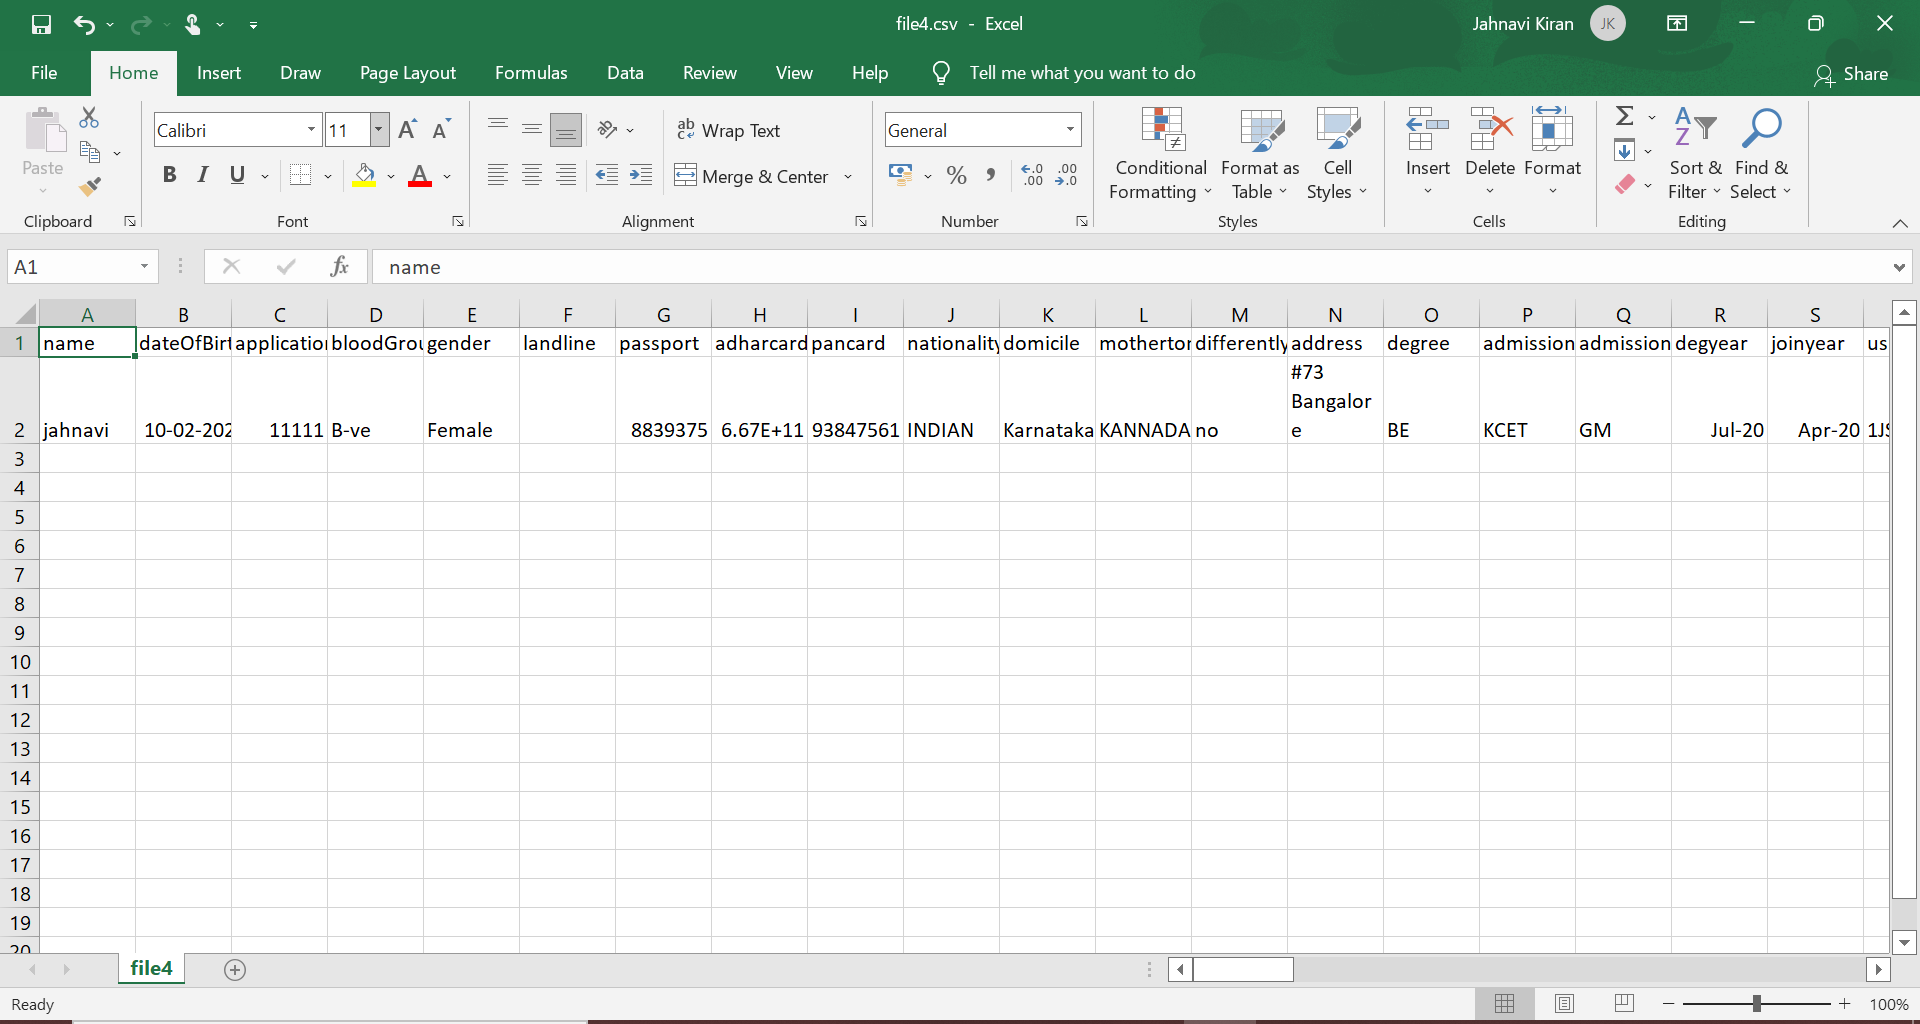 file4.csv - Excel
Jahnavi Kiran
JK
File Home Insert Draw Page Layout Formulas Data Review View Help Tell me what you want to do Share
Paste
Clipboard
Calibri 11
B I U A
Font
ab Wrap Text
Merge & Center
Alignment
General
% ,
Number
Conditional Formatting
Format as Table
Cell Styles
Styles
Insert Delete Format
Cells
Sort & Filter
Find & Select
Editing
A1 fx name
A B C D E F G H I J K L M N O P Q R S
1 name dateOfBirt applicatio bloodGrou gender landline passport adharcard pancard nationality domicile mothertor differently address degree admission admission degyear joinyear us
2 jahnavi 10-02-202 11111 B-ve Female 8839375 6.67E+11 93847561 INDIAN Karnataka KANNADA no #73 Bangalor e BE KCET GM Jul-20 Apr-20 1JS
3
4
5
6
7
8
9
10
11
12
13
14
15
16
17
18
19
20
file4
Ready
100%